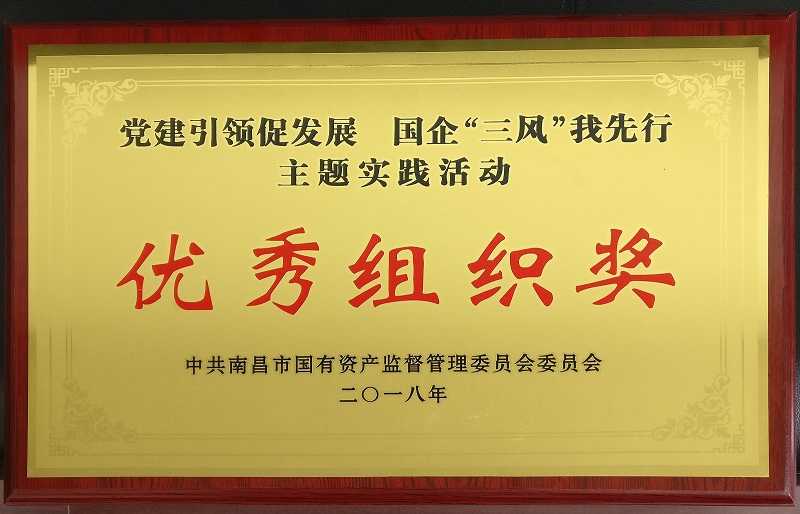 党建引领促发展 国企“三风”我先行
主题实践活动
优秀组织奖
中共南昌市国有资产监督管理委员会委员会
二〇一八年